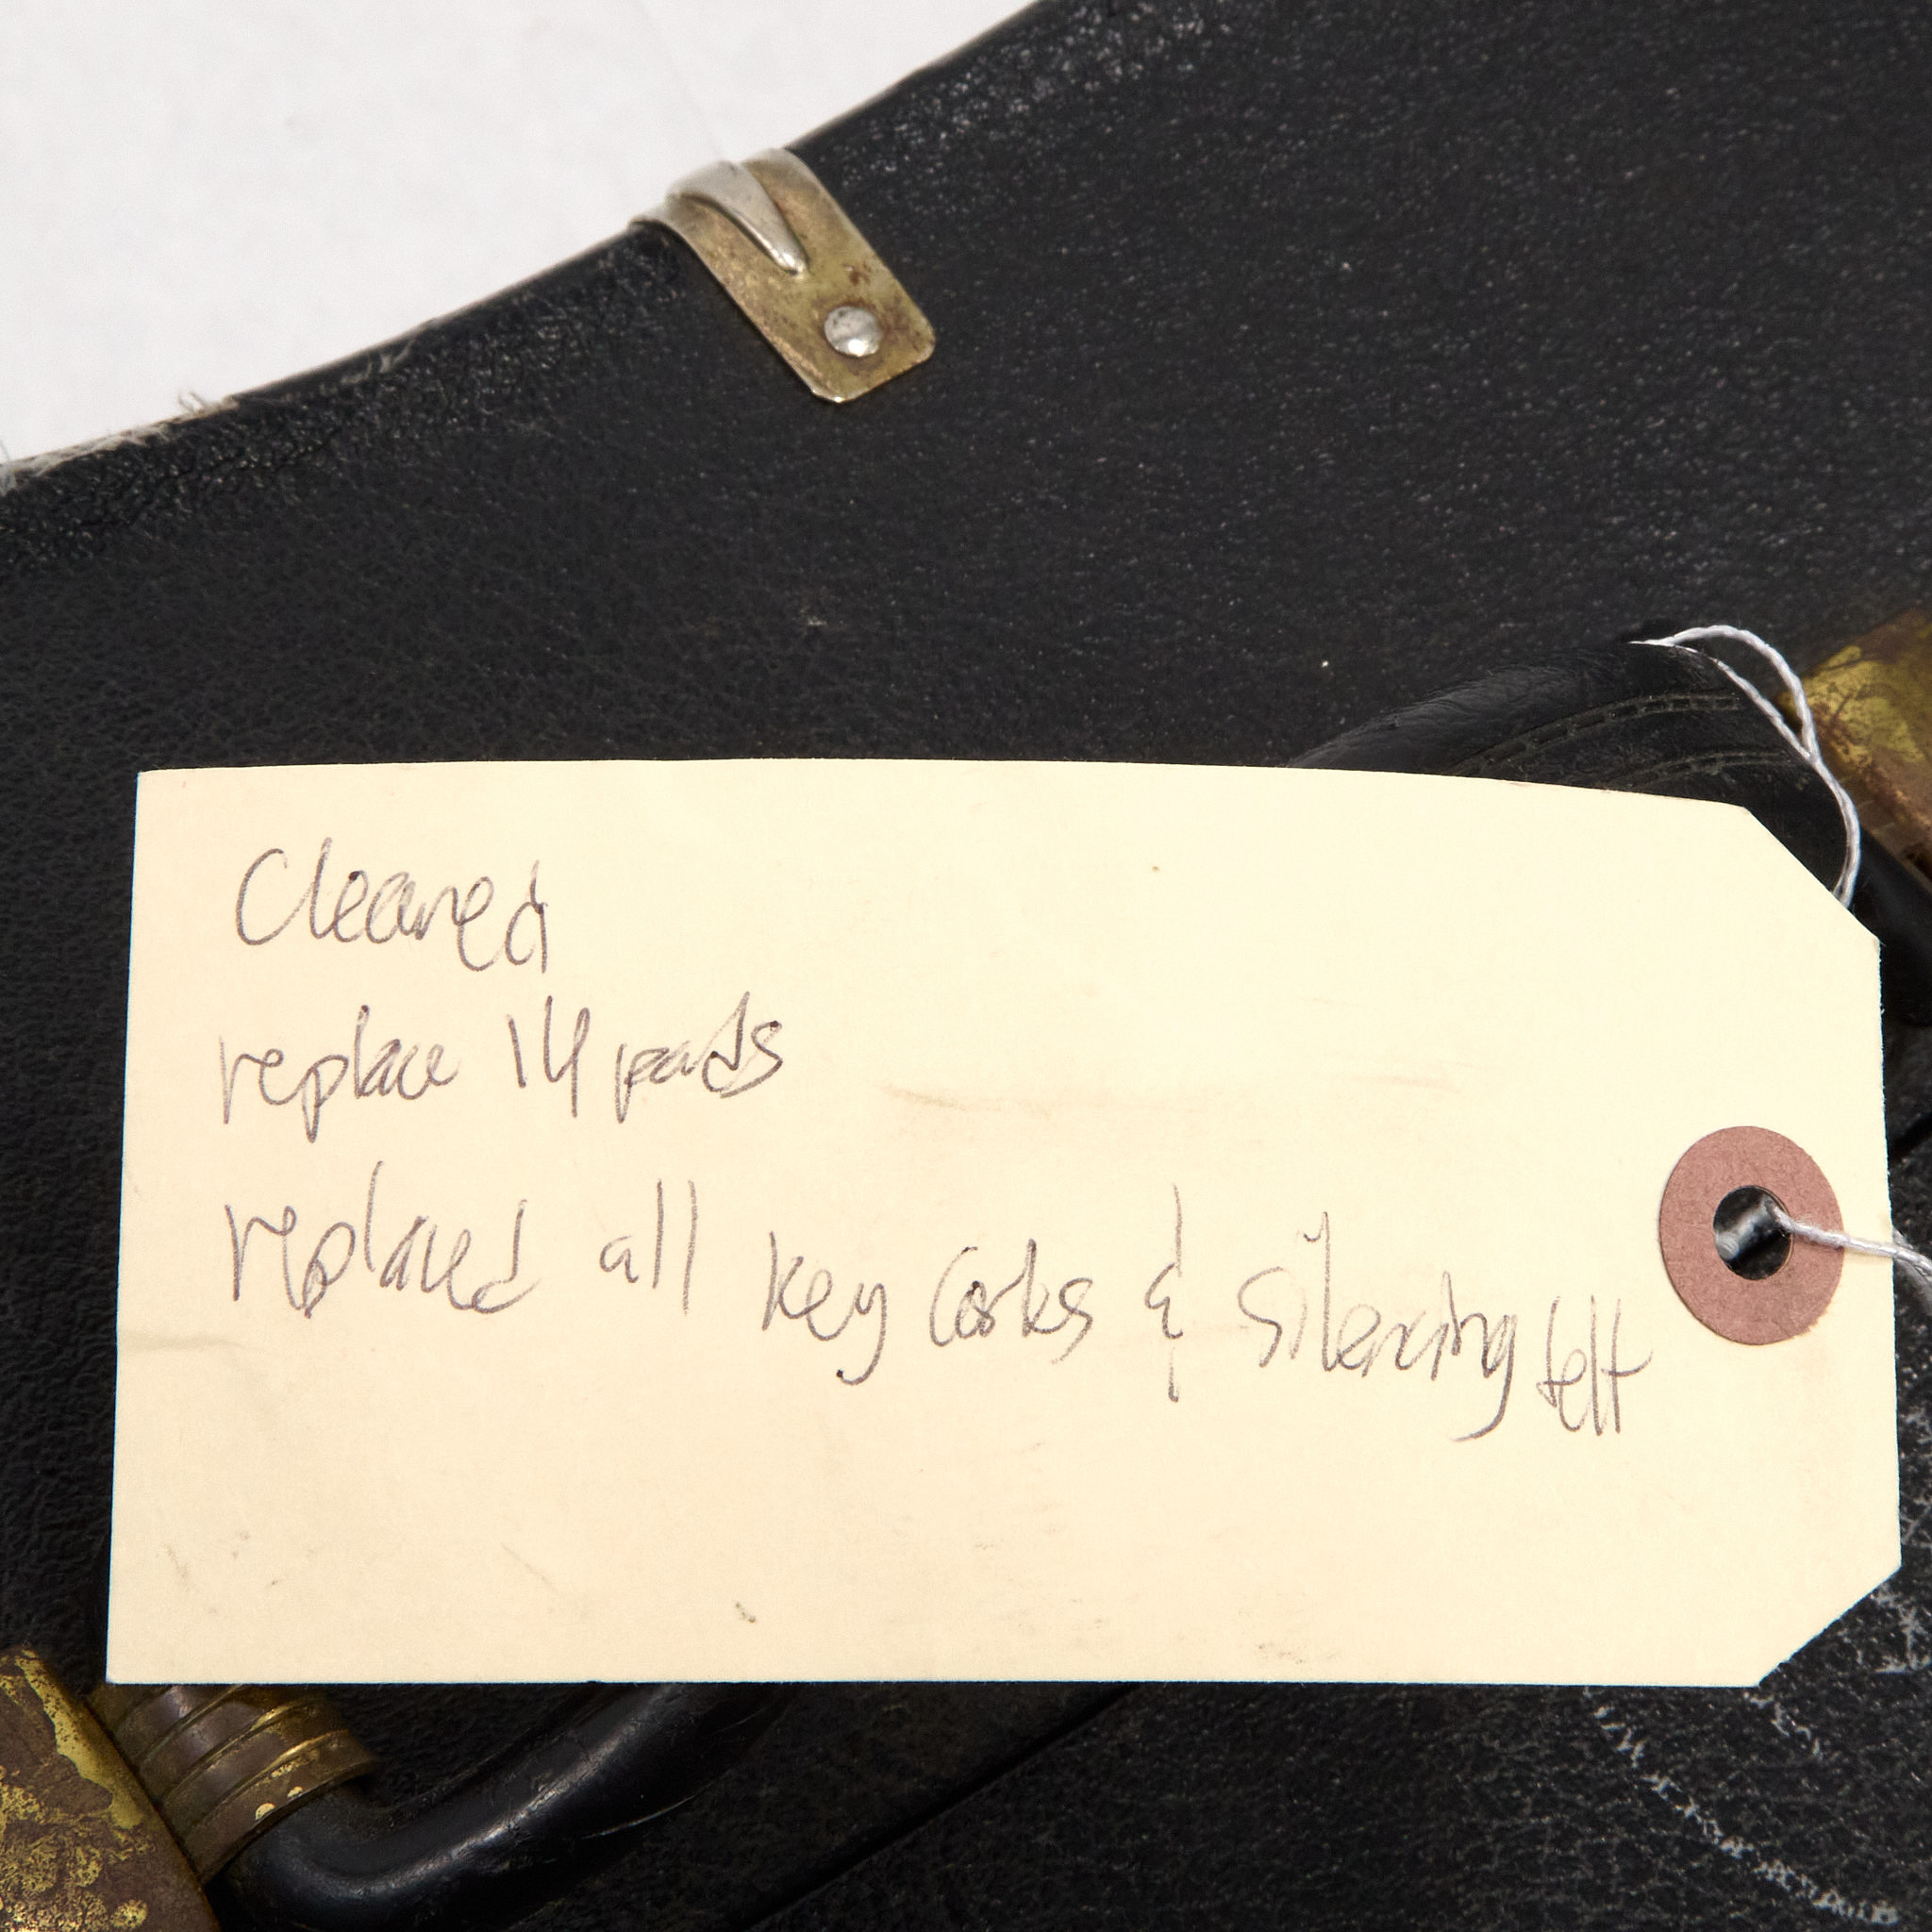 Cleaned
replace 14 pads
replaced all key corks & silencing felt